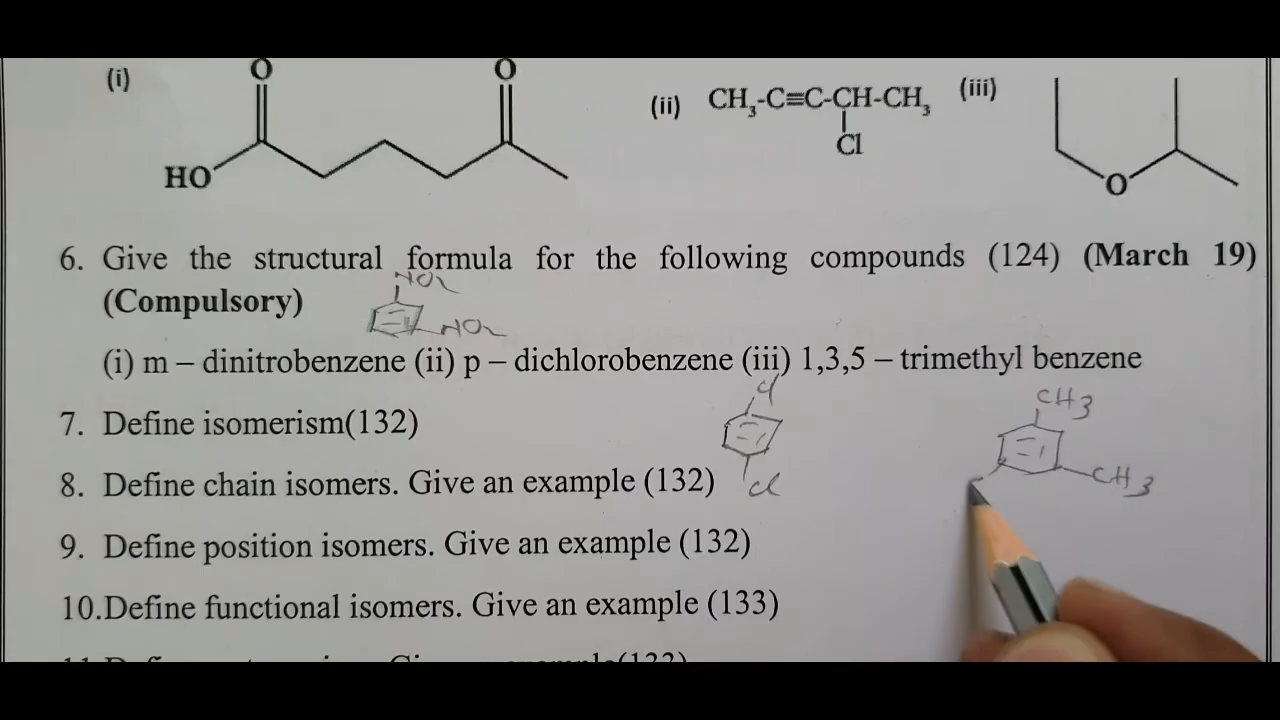 (i) O O (ii) CH₃-C≡C-CH-CH₃ (iii)
Cl
HO O
6. Give the structural formula for the following compounds (124) (March 19)
NO₂
(Compulsory)
NO₂
(i) m – dinitrobenzene (ii) p – dichlorobenzene (iii) 1,3,5 – trimethyl benzene
Cl CH3
7. Define isomerism(132)
8. Define chain isomers. Give an example (132) Cl CH3
9. Define position isomers. Give an example (132)
10.Define functional isomers. Give an example (133)